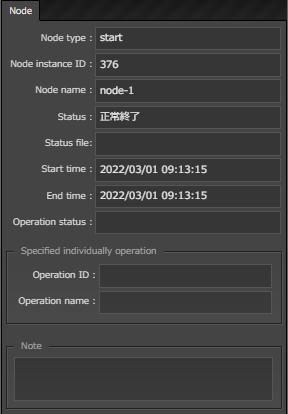 Node
Node type : start
Node instance ID : 376
Node name : node-1
Status : 正常終了
Status file:
Start time : 2022/03/01 09:13:15
End time : 2022/03/01 09:13:15
Operation status :
Specified individually operation
Operation ID :
Operation name :
Note